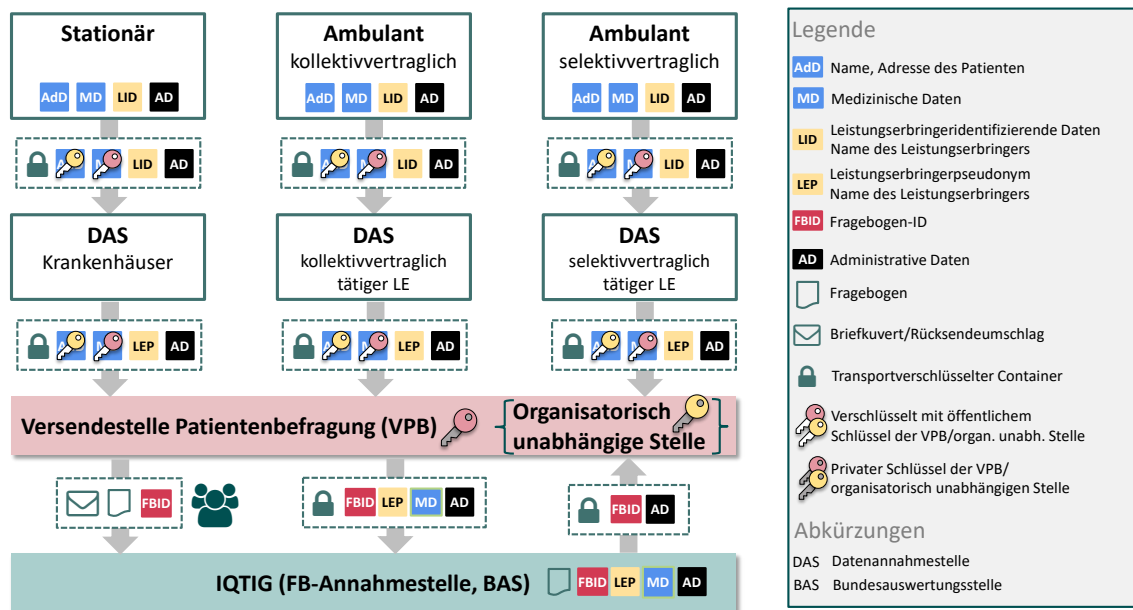 Stationär
AdD MD LID AD
Ambulant
kollektivvertraglich
AdD MD LID AD
Ambulant
selektivvertraglich
AdD MD LID AD
LID AD
LID AD
LID AD
DAS
Krankenhäuser
DAS
kollektivvertraglich
tätiger LE
DAS
selektivvertraglich
tätiger LE
LEP AD
LEP AD
LEP AD
Versendestelle Patientenbefragung (VPB)
Organisatorisch
unabhängige Stelle
FBID
FBID LEP MD AD
FBID AD
IQTIG (FB-Annahmestelle, BAS)
FBID LEP MD AD
Legende
AdD Name, Adresse des Patienten
MD Medizinische Daten
LID Leistungserbringeridentifizierende Daten
Name des Leistungserbringers
LEP Leistungserbringerpseudonym
Name des Leistungserbringers
FBID Fragebogen-ID
AD Administrative Daten
Fragebogen
Briefkuvert/Rücksendeumschlag
Transportverschlüsselter Container
Verschlüsselt mit öffentlichem
Schlüssel der VPB/organ. unabh. Stelle
Privater Schlüssel der VPB/
organisatorisch unabhängigen Stelle
Abkürzungen
DAS Datenannahmestelle
BAS Bundesauswertungsstelle